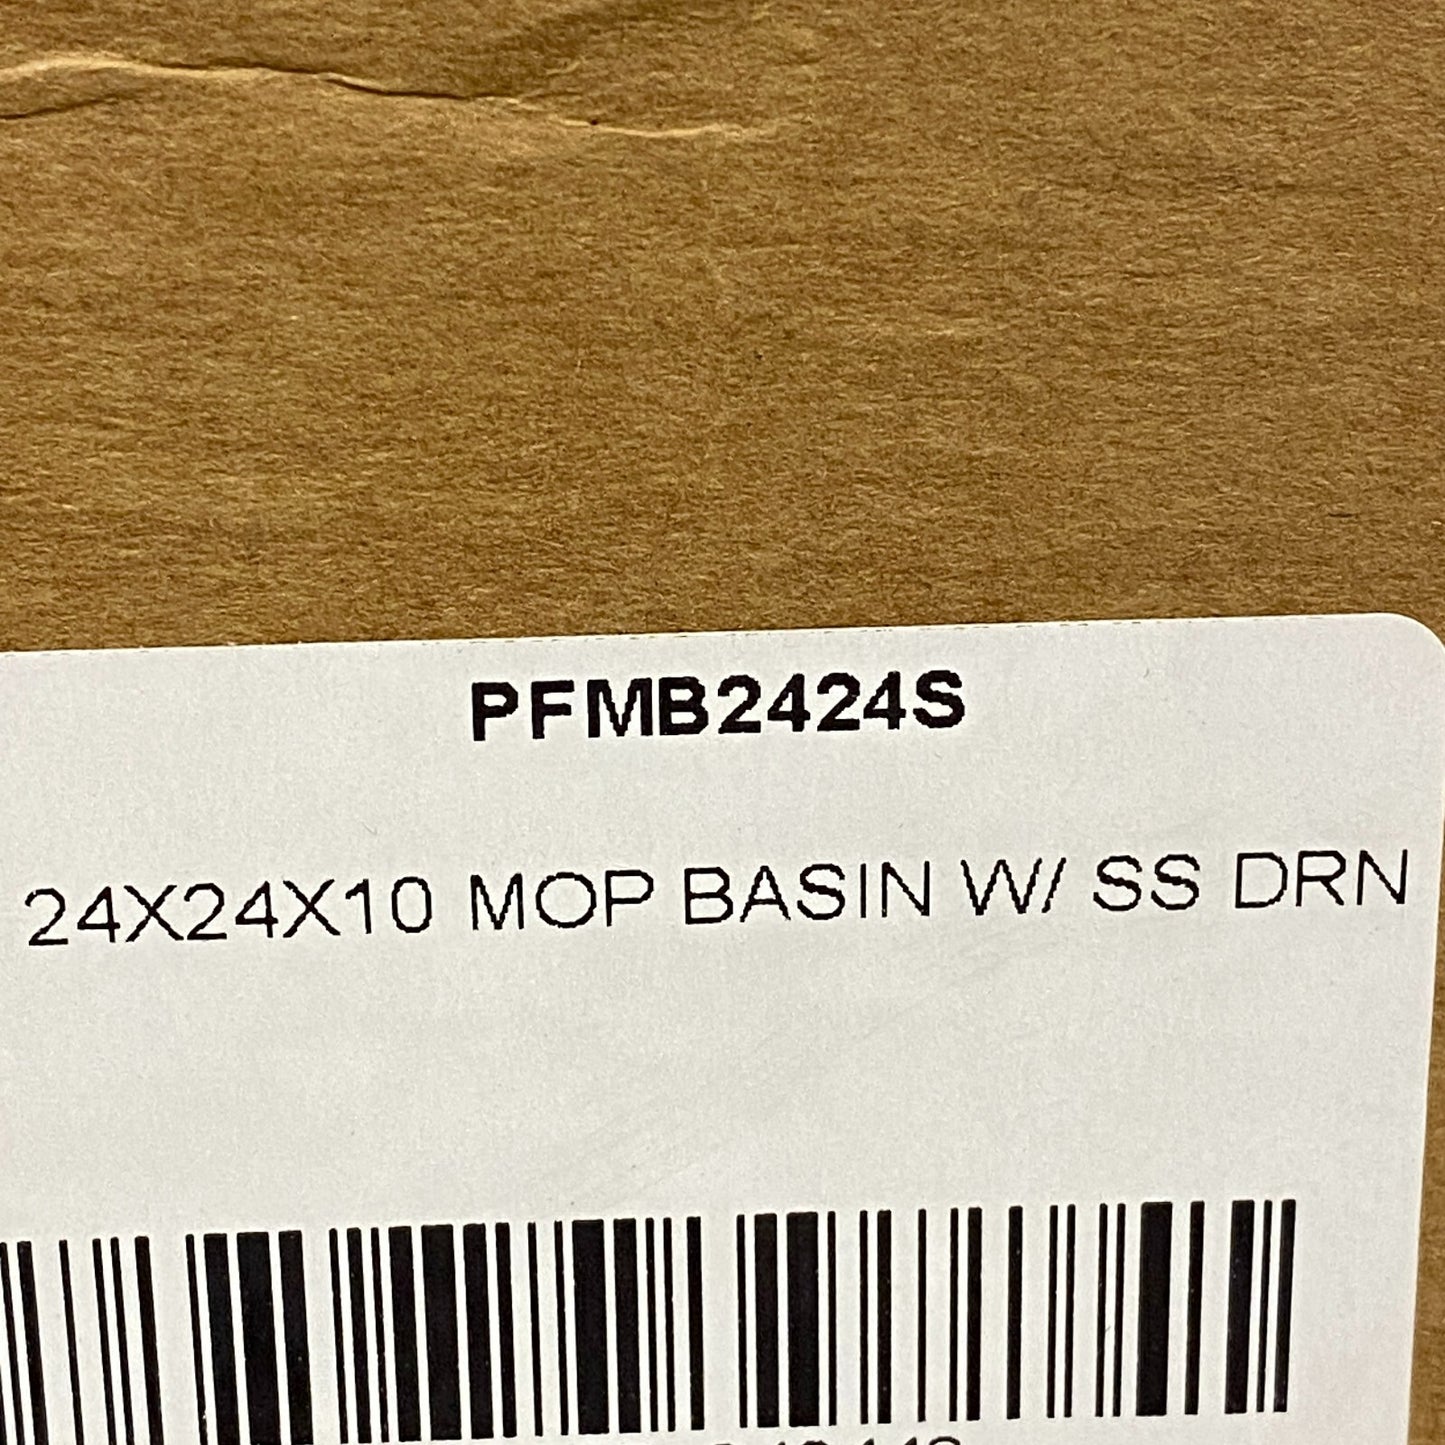 PFMB2424S
24X24X10 MOP BASIN W/ SS DRN